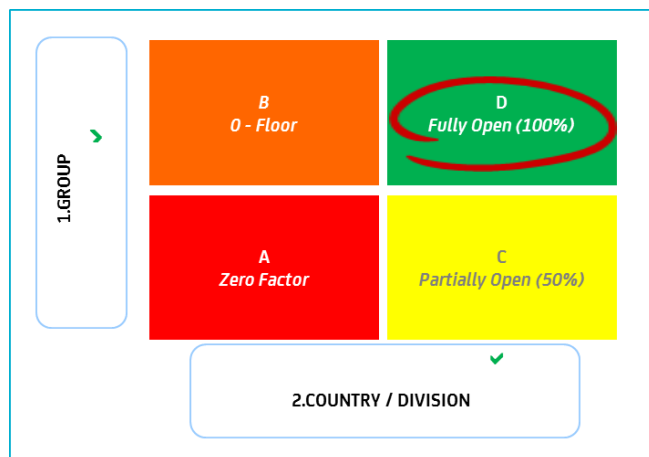 1.GROUP
B
0 - Floor
D
Fully Open (100%)
A
Zero Factor
C
Partially Open (50%)
2.COUNTRY / DIVISION